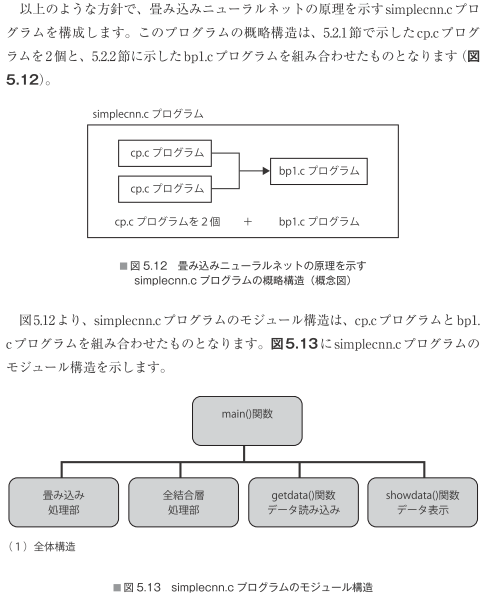 以上のような方針で、畳み込みニューラルネットの原理を示すsimplecnn.cプロ
グラムを構成します。このプログラムの概略構造は、5.2.1節で示したcp.cプログ
ラムを2個と、5.2.2節に示したbp1.cプログラムを組み合わせたものとなります（図
5.12）。
simplecnn.c プログラム
cp.c プログラム
bp1.c プログラム
cp.c プログラム
cp.c プログラムを2個　＋　bp1.c プログラム
■図5.12　畳み込みニューラルネットの原理を示す
simplecnn.c プログラムの概略構造（概念図）
図5.12より、simplecnn.cプログラムのモジュール構造は、cp.cプログラムとbp1.
cプログラムを組み合わせたものとなります。図5.13にsimplecnn.cプログラムの
モジュール構造を示します。
main()関数
畳み込み
処理部
全結合層
処理部
getdata()関数
データ読み込み
showdata()関数
データ表示
（1）全体構造
■図5.13　simplecnn.c プログラムのモジュール構造